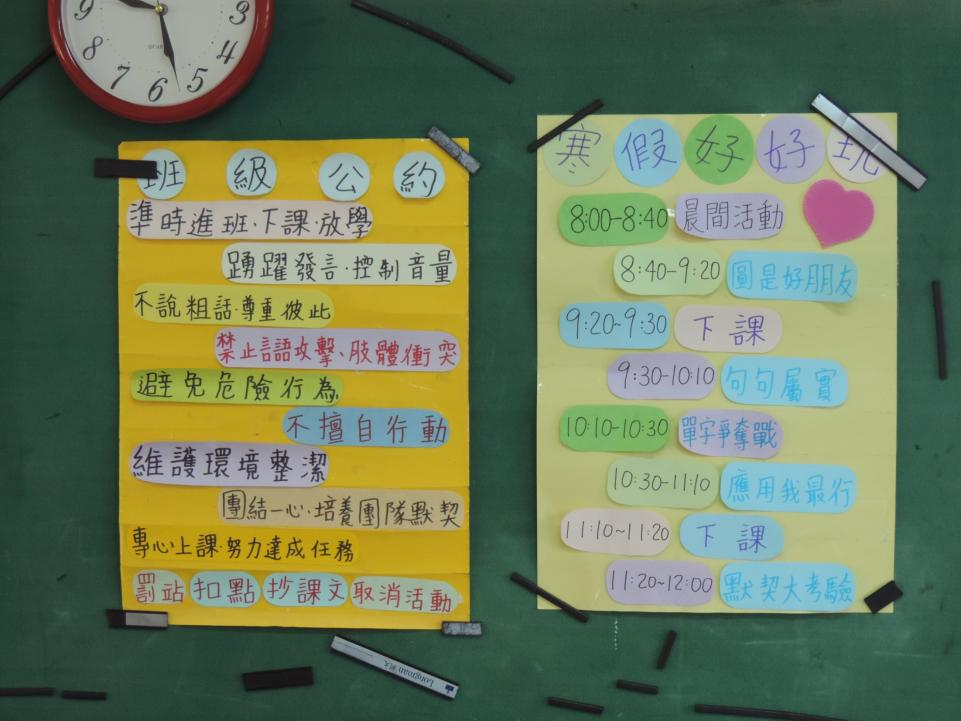 9
3
8
4
7
6
5
班級公約
準時進班·下課·放學
踴躍發言·控制音量
不說粗話·尊重彼此
禁止言語攻擊、肢體衝突
避免危險行為
不擅自行動
維護環境整潔
團結一心·培養團隊默契
專心上課·努力達成任務
罰站 扣點 抄課文 取消活動
寒假好好玩
8:00-8:40 晨間活動
8:40-9:20 圖是好朋友
9:20~9:30 下課
9:30-10:10 句句屬實
10:10-10:30 單字爭奪戰
10:30-11:10 應用我最行
11:10~11:20 下課
11:20~12:00 默契大考驗
Longman